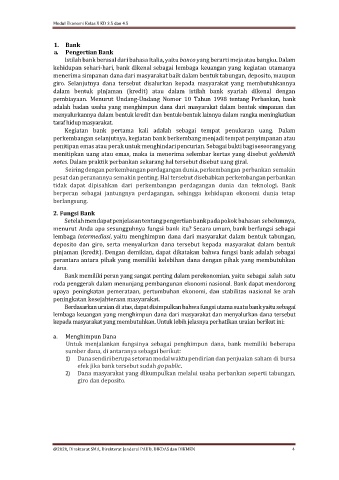 Modul Ekonomi Kelas X KD 3.5 dan 4.5
1. Bank
a. Pengertian Bank
Istilah bank berasal dari bahasa Italia, yaitu banco yang berarti meja atau bangku. Dalam
kehidupan sehari-hari, bank dikenal sebagai lembaga keuangan yang kegiatan utamanya
menerima simpanan dana dari masyarakat baik dalam bentuk tabungan, deposito, maupun
giro. Selanjutnya dana tersebut disalurkan kepada masyarakat yang membutuhkannya
dalam bentuk pinjaman (kredit) atau dalam istilah bank syariah dikenal dengan
pembiayaan. Menurut Undang-Undang Nomor 10 Tahun 1998 tentang Perbankan, bank
adalah badan usaha yang menghimpun dana dari masyarakat dalam bentuk simpanan dan
menyalurkannya dalam bentuk kredit dan bentuk-bentuk lainnya dalam rangka meningkatkan
taraf hidup masyarakat.
Kegiatan bank pertama kali adalah sebagai tempat penukaran uang. Dalam
perkembangan selanjutnya, kegiatan bank berkembang menjadi tempat penyimpanan atau
penitipan emas atau perak untuk menghindari pencurian. Sebagai bukti bagi seseorang yang
menitipkan uang atau emas, maka ia menerima selembar kertas yang disebut goldsmith
notes. Dalam praktik perbankan sekarang hal tersebut disebut uang giral.
Seiring dengan perkembangan perdagangan dunia, perkembangan perbankan semakin
pesat dan peranannya semakin penting. Hal tersebut disebabkan perkembangan perbankan
tidak dapat dipisahkan dari perkembangan perdagangan dunia dan teknologi. Bank
berperan sebagai jantungnya perdagangan, sehingga kehidupan ekonomi dunia tetap
berlangsung.
2. Fungsi Bank
Setelah mendapat penjelasan tentang pengertian bank pada pokok bahasan sebelumnya,
menurut Anda apa sesungguhnya fungsi bank itu? Secara umum, bank berfungsi sebagai
lembaga intermediasi, yaitu menghimpun dana dari masyarakat dalam bentuk tabungan,
deposito dan giro, serta menyalurkan dana tersebut kepada masyarakat dalam bentuk
pinjaman (kredit). Dengan demikian, dapat dikatakan bahwa fungsi bank adalah sebagai
perantara antara pihak yang memiliki kelebihan dana dengan pihak yang membutuhkan
dana.
Bank memiliki peran yang sangat penting dalam perekonomian, yaitu sebagai salah satu
roda penggerak dalam menunjang pembangunan ekonomi nasional. Bank dapat mendorong
upaya peningkatan pemerataan, pertumbuhan ekonomi, dan stabilitas nasional ke arah
peningkatan kesejahteraan masyarakat.
Berdasarkan uraian di atas, dapat disimpulkan bahwa fungsi utama suatu bank yaitu sebagai
lembaga keuangan yang menghimpun dana dari masyarakat dan menyalurkan dana tersebut
kepada masyarakat yang membutuhkan. Untuk lebih jelasnya perhatikan uraian berikut ini:
a. Menghimpun Dana
Untuk menjalankan fungsinya sebagai penghimpun dana, bank memiliki beberapa
sumber dana, di antaranya sebagai berikut:
1) Dana sendiri berupa setoran modal waktu pendirian dan penjualan saham di bursa
efek jika bank tersebut sudah go public.
2) Dana masyarakat yang dikumpulkan melalui usaha perbankan seperti tabungan,
giro dan deposito.
@2020, Direktorat SMA, Direktorat Jenderal PAUD, DIKDAS dan DIKMEN 4